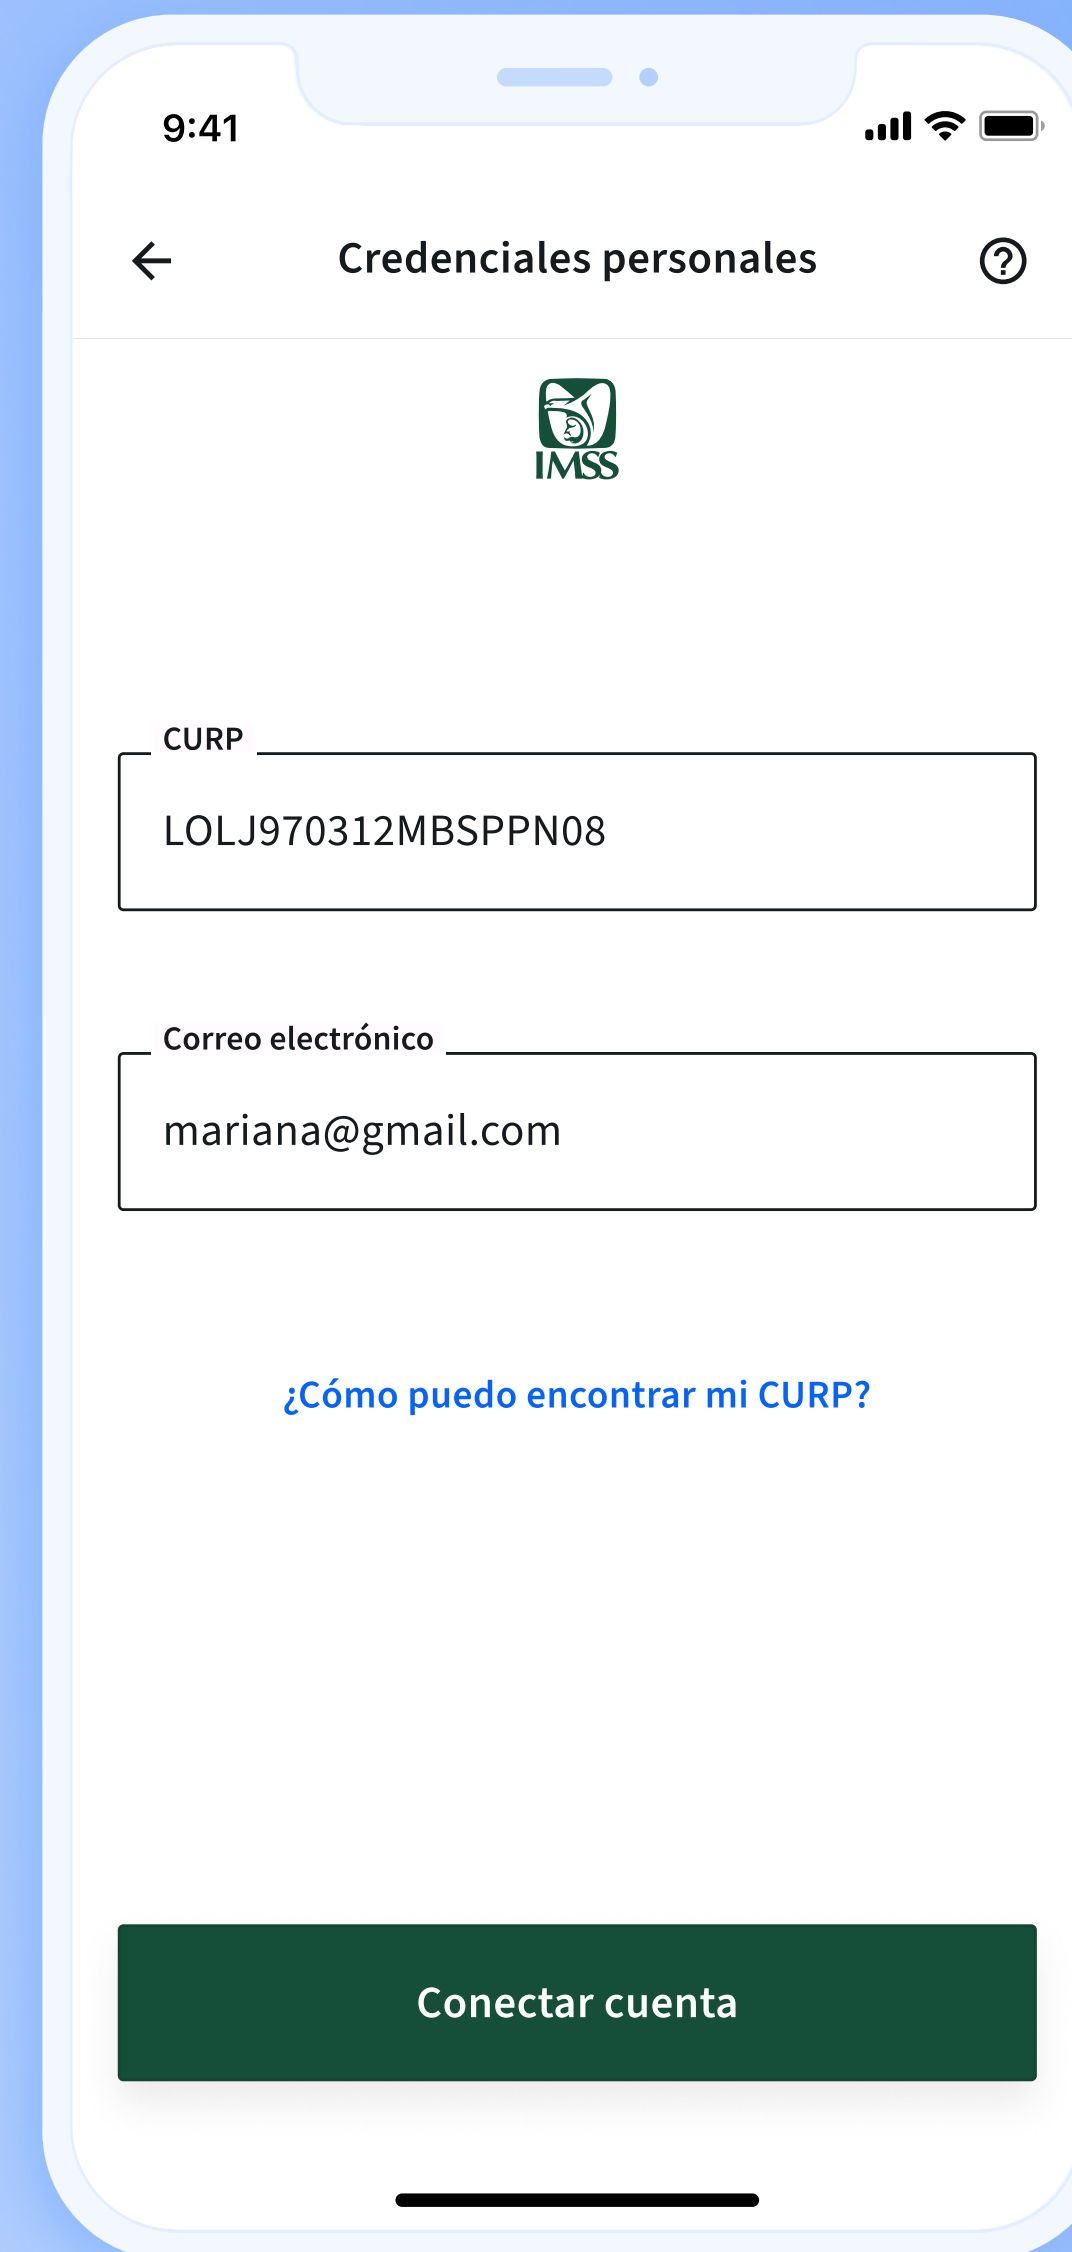 9:41
Credenciales personales
IMSS
CURP
LOLJ970312MBSPPN08
Correo electrónico
mariana@gmail.com
¿Cómo puedo encontrar mi CURP?
Conectar cuenta